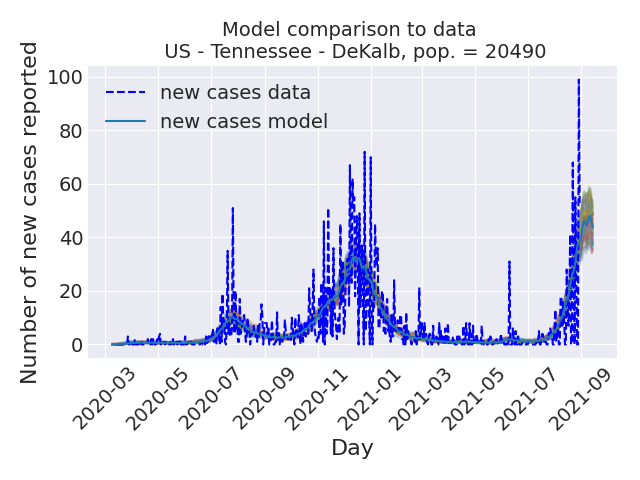 Model comparison to data
US - Tennessee - DeKalb, pop. = 20490
Number of new cases reported
100
80
60
40
20
0
new cases data
new cases model
2020-03
2020-05
2020-07
2020-09
2020-11
2021-01
2021-03
2021-05
2021-07
2021-09
Day